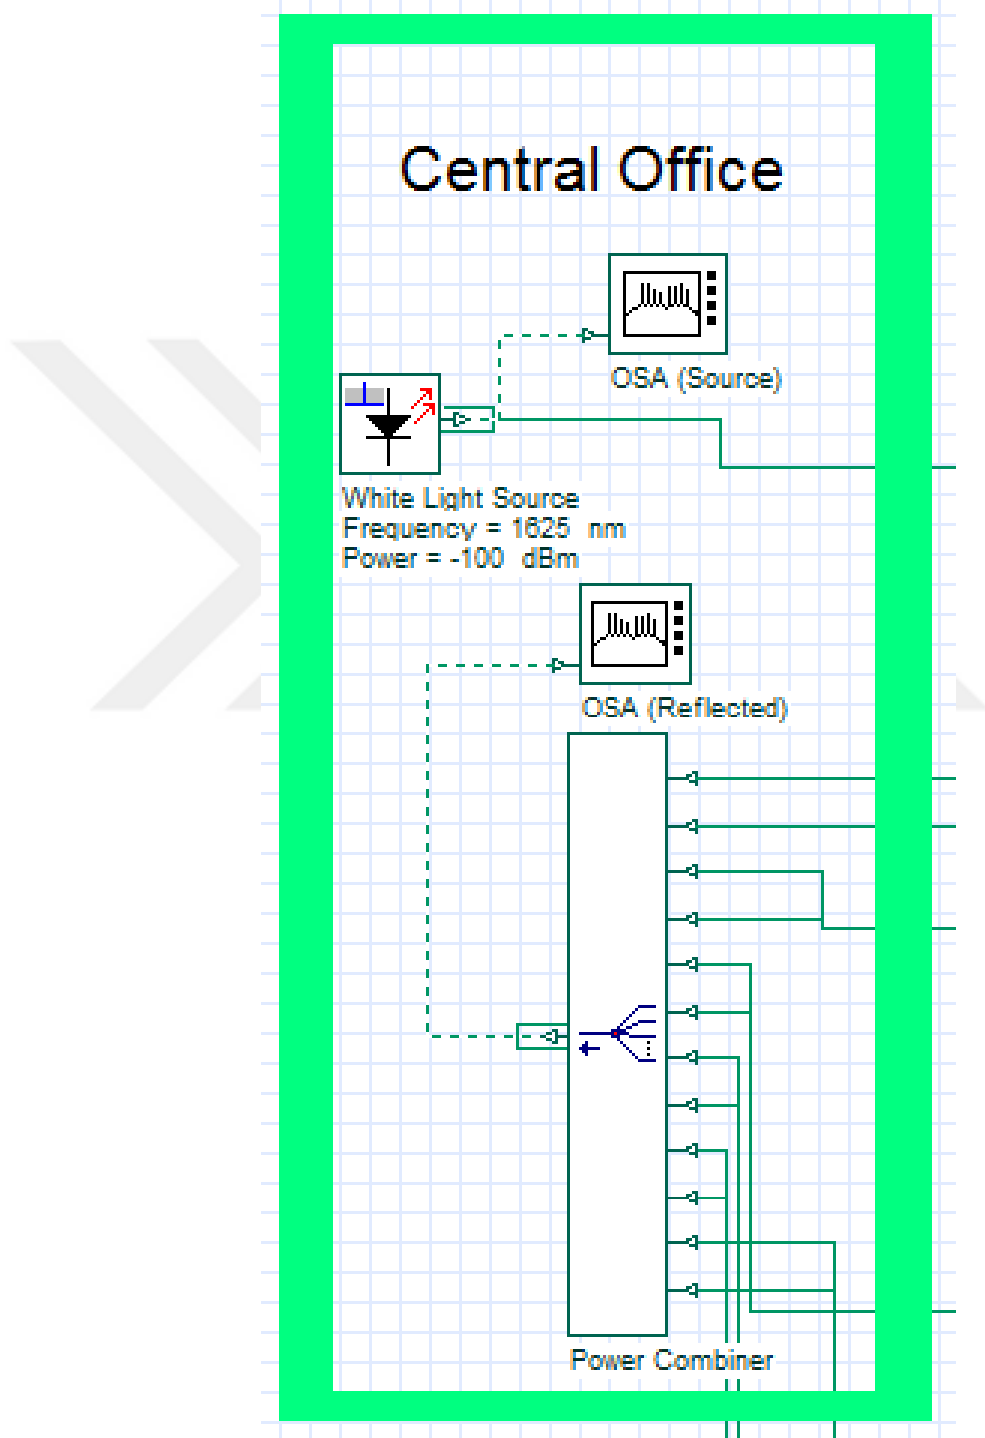 Central Office
OSA (Source)
White Light Source
Frequency = 1625  nm
Power = -100  dBm
OSA (Reflected)
Power Combiner